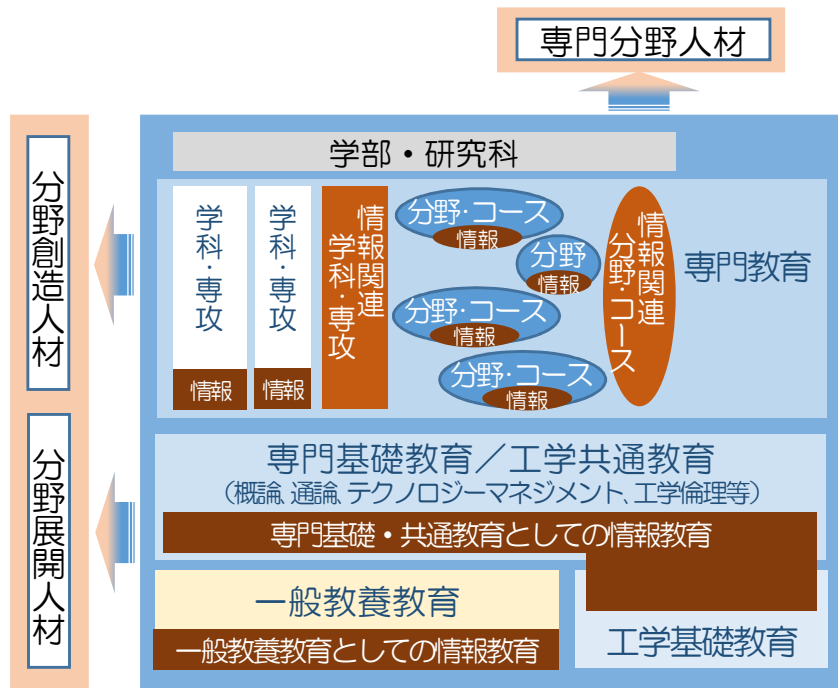 専門分野人材
分野創造人材
分野展開人材
学部・研究科
学科・専攻
情報
学科・専攻
情報
情報関連
学科・専攻
分野・コース
情報
分野
情報
分野・コース
情報
分野・コース
情報
情報関連
分野・コース
専門教育
専門基礎教育／工学共通教育
（概論、通論、テクノロジーマネジメント、工学倫理等）
専門基礎・共通教育としての情報教育
一般教養教育
一般教養教育としての情報教育
工学基礎教育